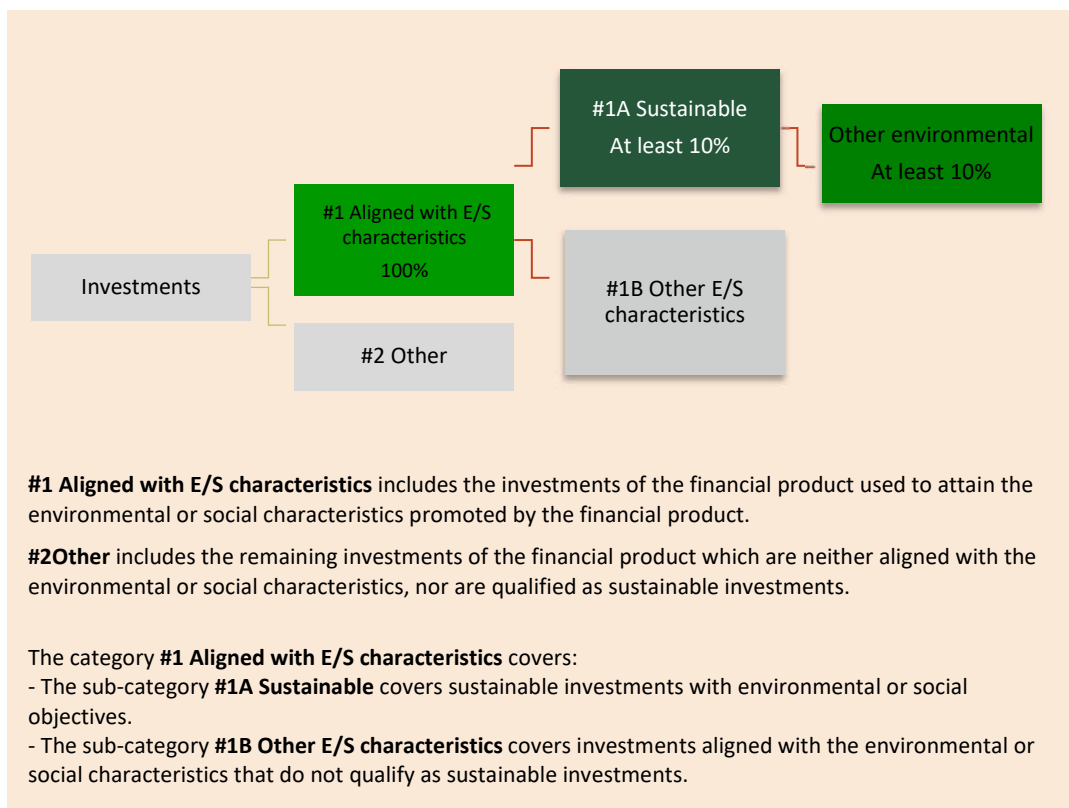 #1A Sustainable
At least 10%
Other environmental
At least 10%
#1 Aligned with E/S
characteristics
100%
Investments
#1B Other E/S
characteristics
#2 Other
#1 Aligned with E/S characteristics includes the investments of the financial product used to attain the
environmental or social characteristics promoted by the financial product.
#2Other includes the remaining investments of the financial product which are neither aligned with the
environmental or social characteristics, nor are qualified as sustainable investments.
The category #1 Aligned with E/S characteristics covers:
- The sub-category #1A Sustainable covers sustainable investments with environmental or social
objectives.
- The sub-category #1B Other E/S characteristics covers investments aligned with the environmental or
social characteristics that do not qualify as sustainable investments.